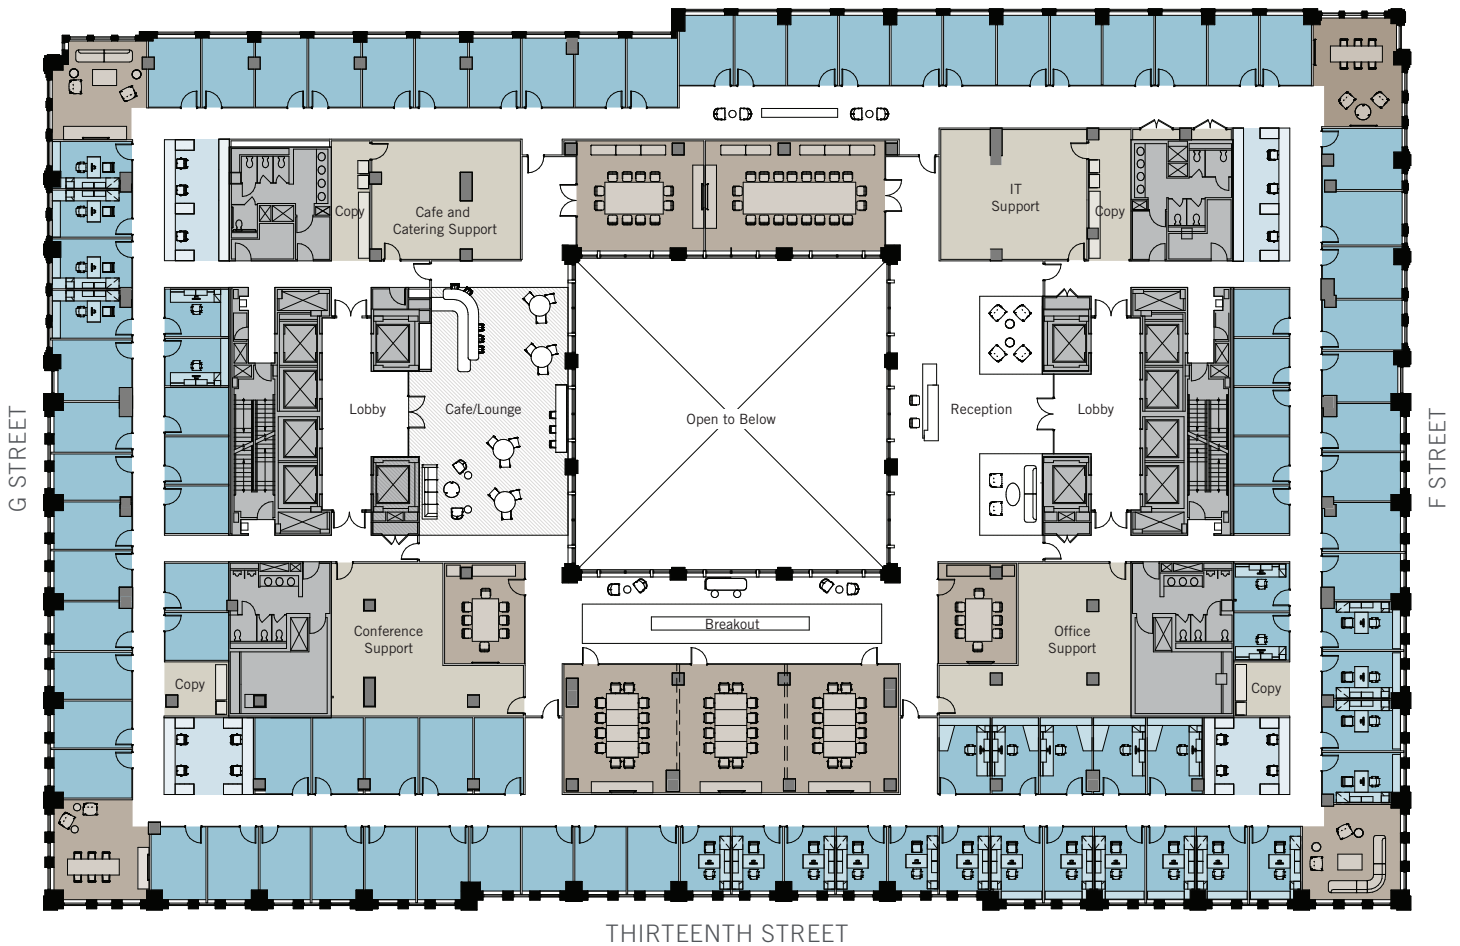 Copy
Cafe and
Catering Support
IT
Support
Copy
G STREET
Lobby
Cafe/Lounge
Open to Below
Reception
Lobby
F STREET
Breakout
Conference
Support
Office
Support
Copy
Copy
THIRTEENTH STREET